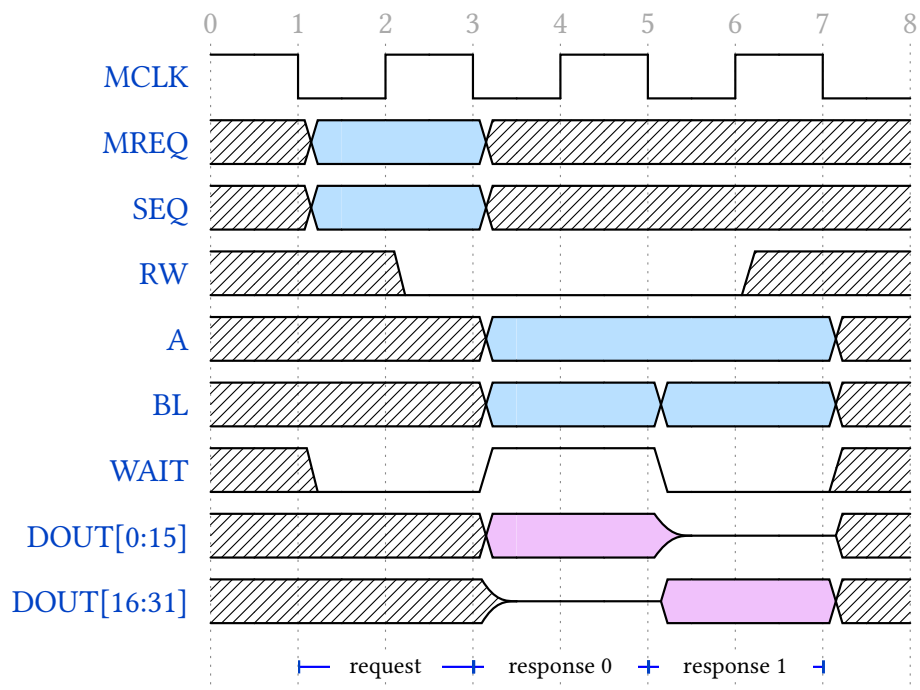 0 1 2 3 4 5 6 7 8
MCLK
MREQ
SEQ
RW
A
BL
WAIT
DOUT[0:15]
DOUT[16:31]
request response 0 response 1